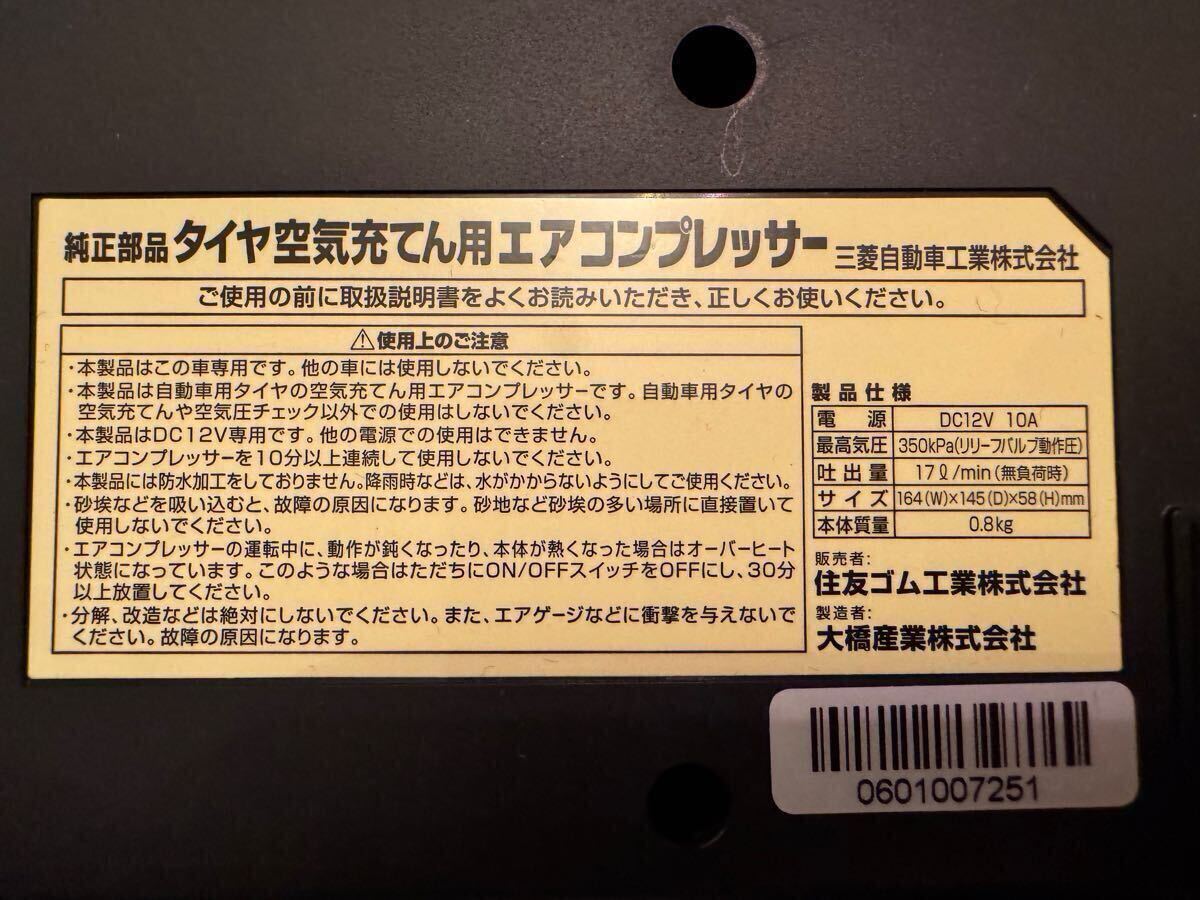 純正部品 タイヤ空気充てん用エアコンプレッサー 三菱自動車工業株式会社
ご使用の前に取扱説明書をよくお読みいただき、正しくお使いください。
⚠使用上のご注意
・本製品はこの車専用です。他の車には使用しないでください。
・本製品は自動車用タイヤの空気充てん用エアコンプレッサーです。自動車用タイヤの
空気充てんや空気圧チェック以外での使用はしないでください。
・本製品はDC12V専用です。他の電源での使用はできません。
・エアコンプレッサーを10分以上連続して使用しないでください。
・本製品には防水加工をしておりません。降雨時などは、水がかからないようにしてご使用ください。
・砂埃などを吸い込むと、故障の原因になります。砂地など砂埃の多い場所に直接置いて
使用しないでください。
・エアコンプレッサーの運転中に、動作が鈍くなったり、本体が熱くなった場合はオーバーヒート
状態になっています。このような場合はただちにON/OFFスイッチをOFFにし、30分
以上放置してください。
・分解、改造などは絶対にしないでください。また、エアゲージなどに衝撃を与えないで
ください。故障の原因になります。
製品仕様
電源 DC12V 10A
最高気圧 350kPa(リリーフバルブ動作圧)
吐出量 17ℓ/min(無負荷時)
サイズ 164(W)×145(D)×58(H)mm
本体質量 0.8kg
販売者:
住友ゴム工業株式会社
製造者:
大橋産業株式会社
0601007251